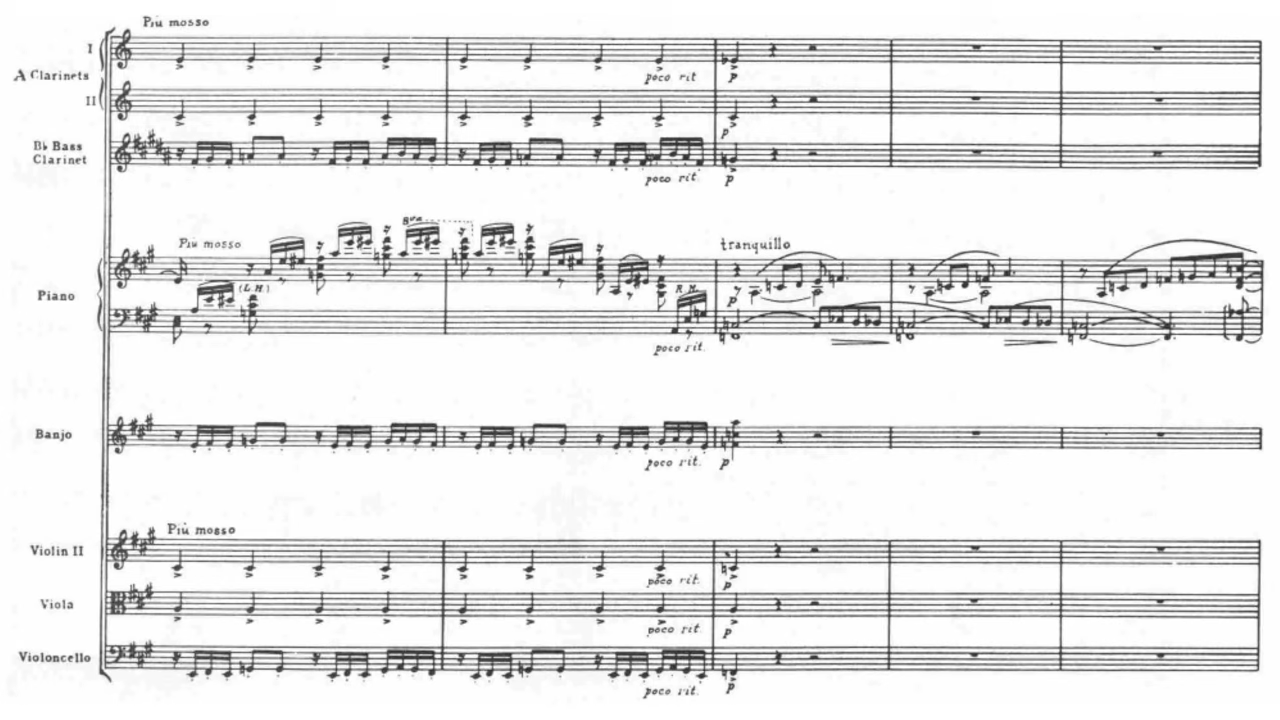 Più mosso
I
A Clarinets
poco rit
p
II
p
B♭ Bass
Clarinet
poco rit.
p
8va
Più mosso
tranquillo
(L.H.)
R.H.
Piano
p
poco rit.
Banjo
poco rit.
p
Più mosso
Violin II
poco rit.
p
Viola
poco rit.
p
Violoncello
poco rit.
p